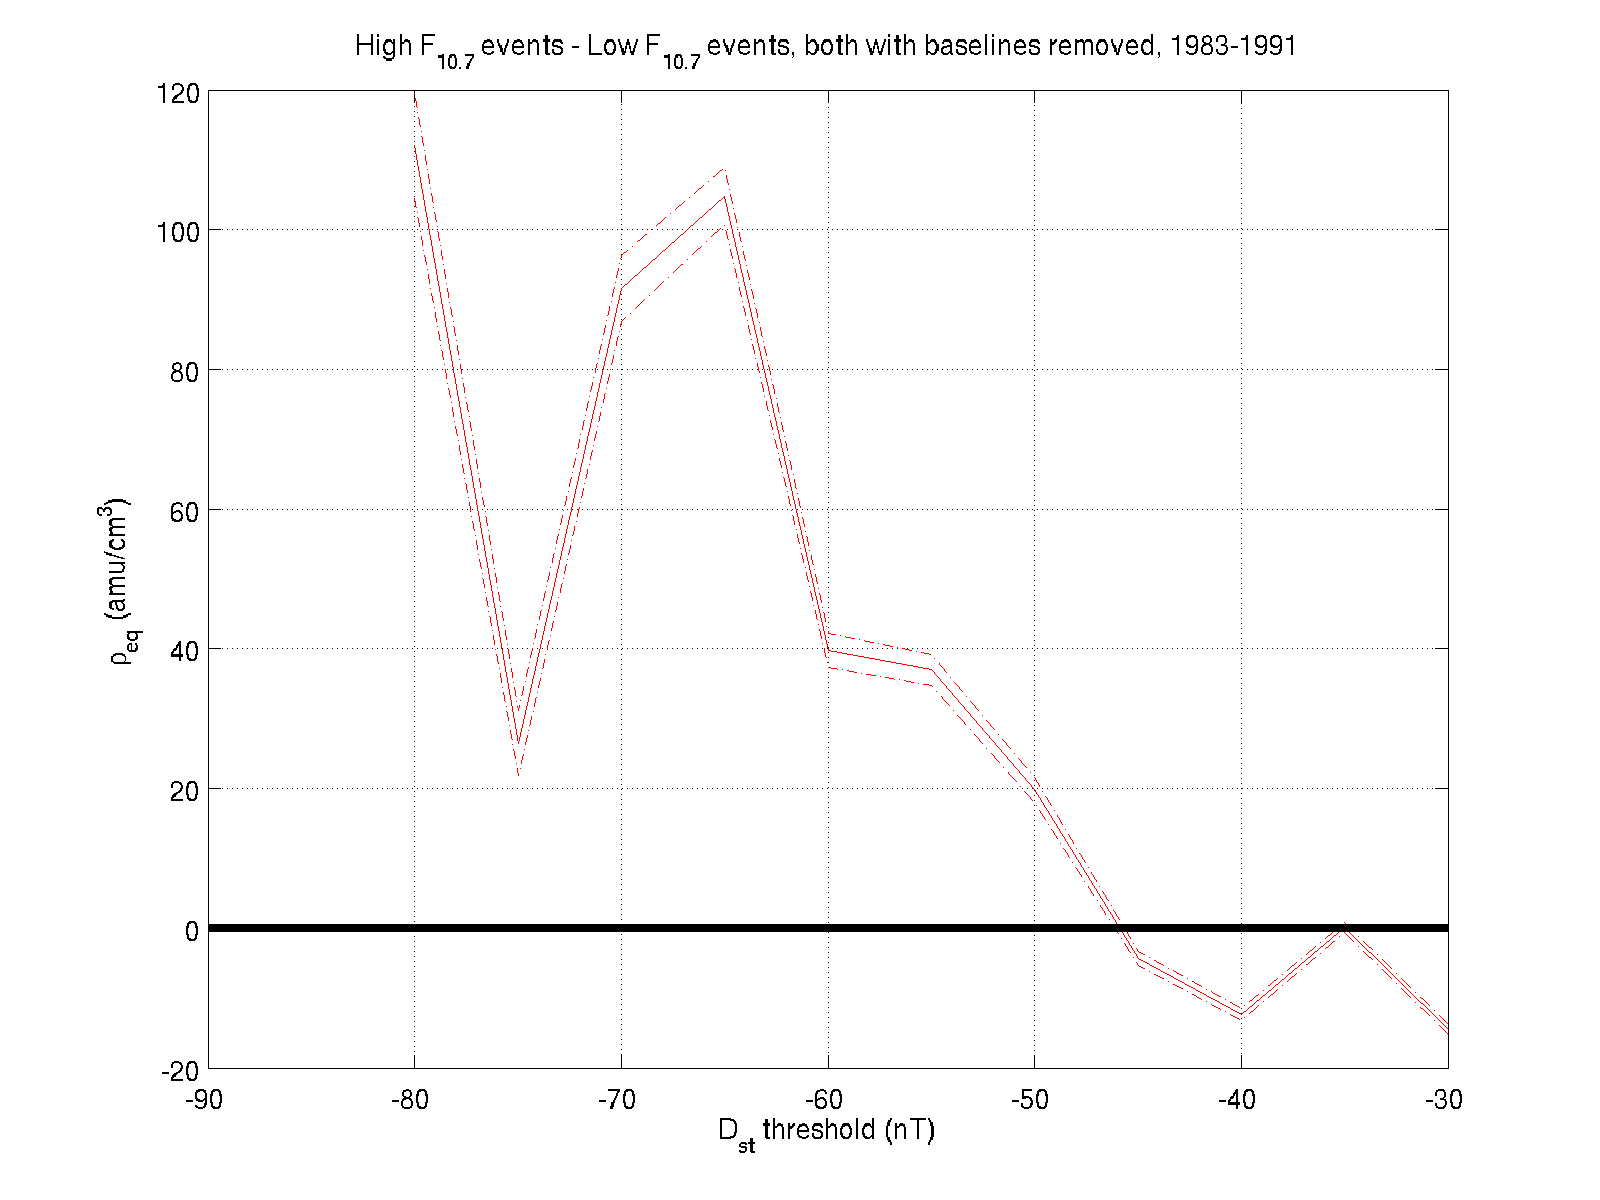 High F10.7 events - Low F10.7 events, both with baselines removed, 1983-1991
120
100
80
60
40
20
0
-20
ρeq (amu/cm3)
-90 -80 -70 -60 -50 -40 -30
Dst threshold (nT)